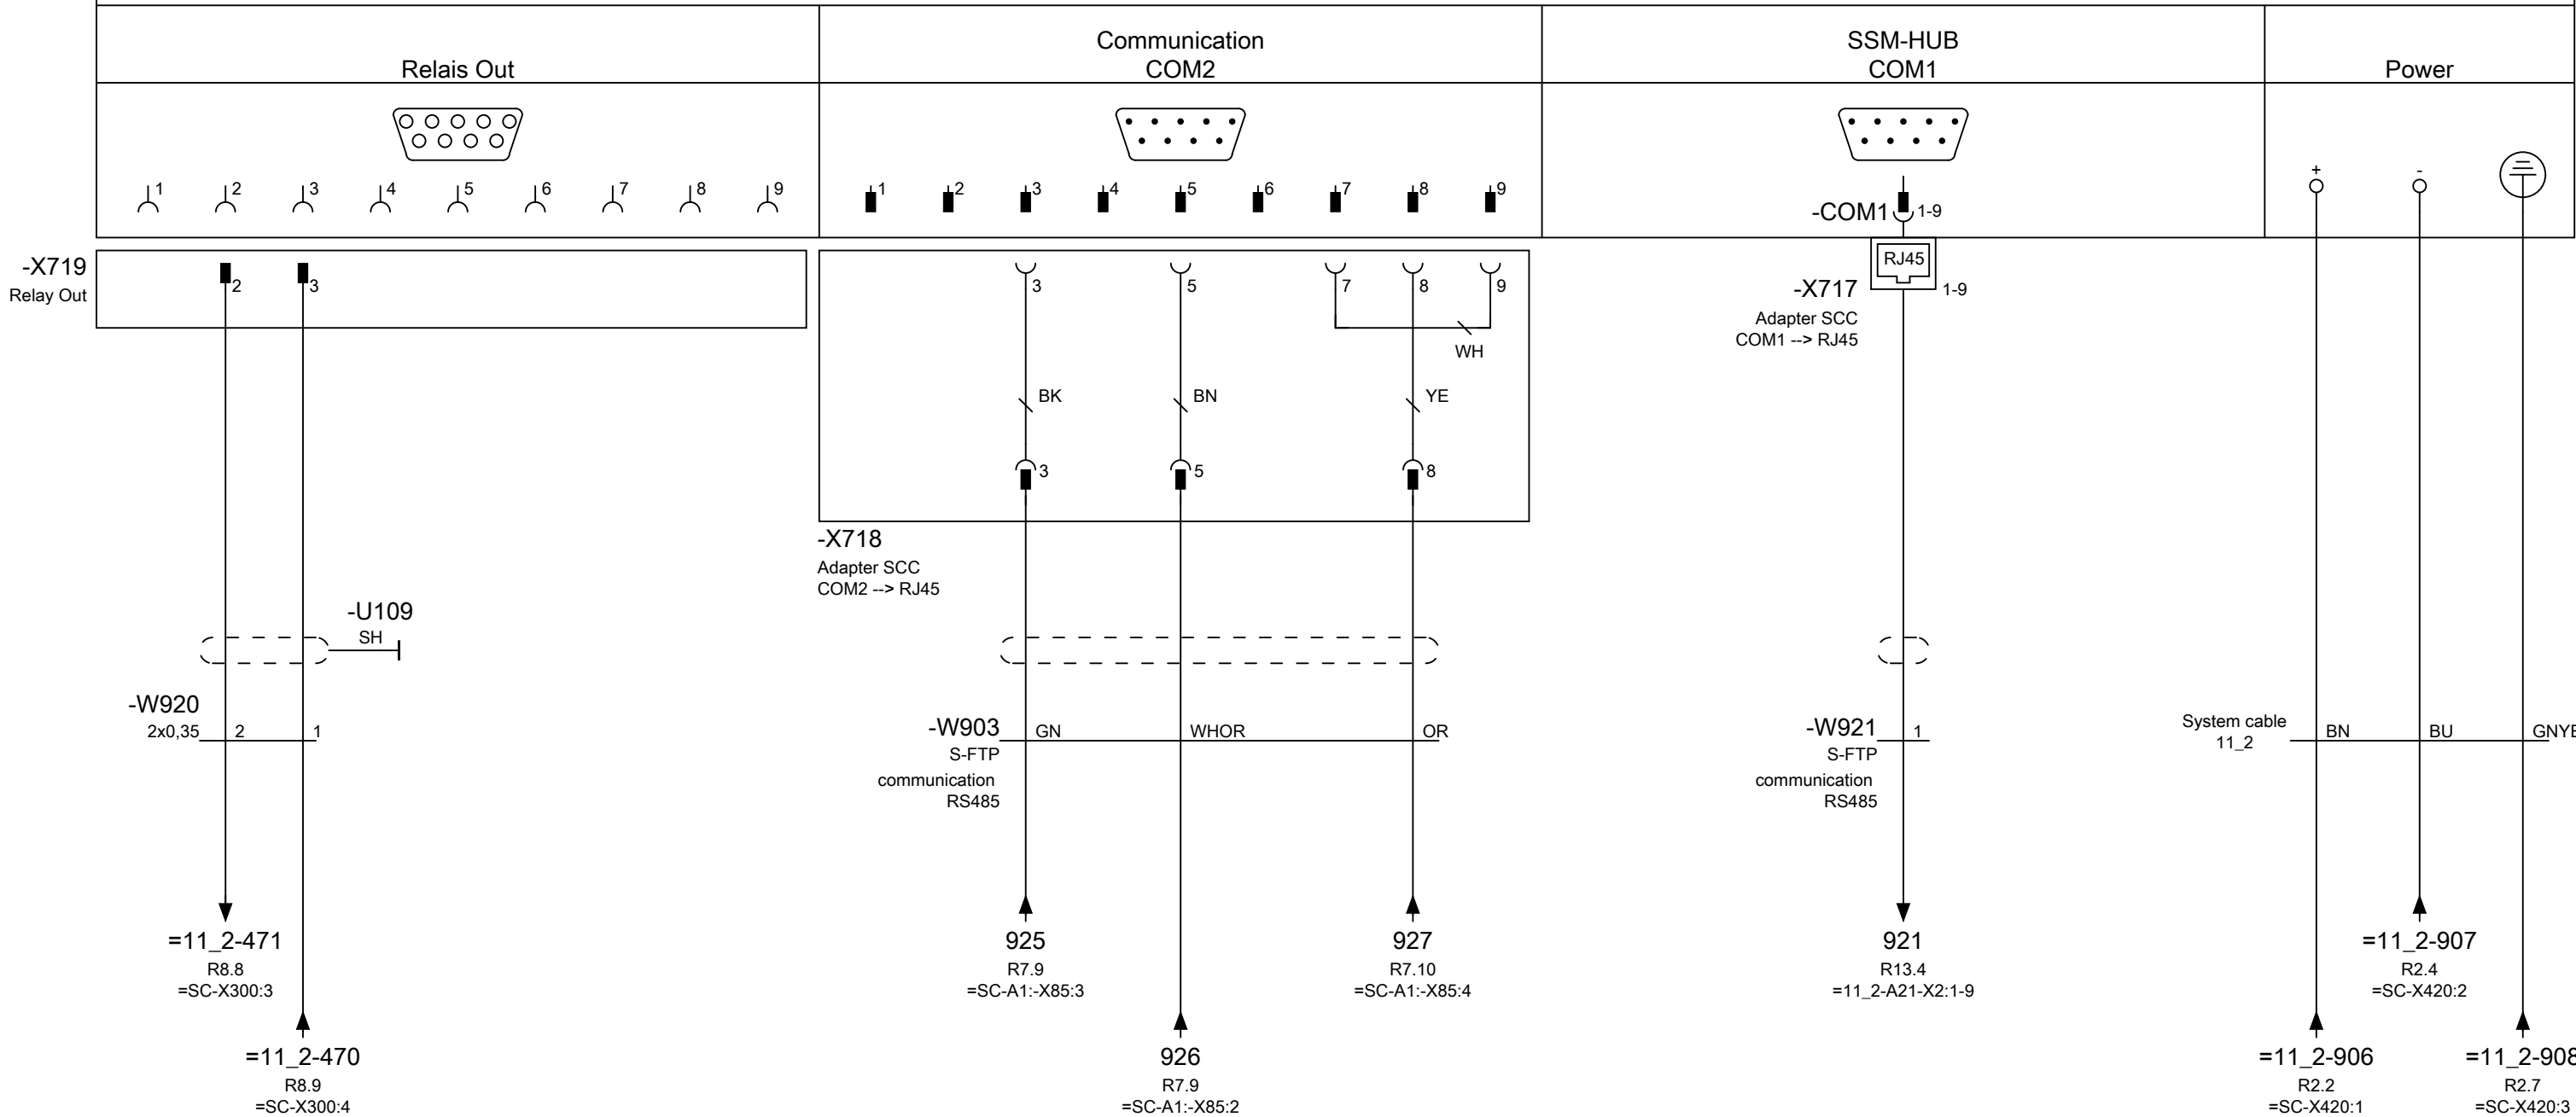 Relais Out
Communication
COM2
SSM-HUB
COM1
Power
1 2 3 4 5 6 7 8 9
1 2 3 4 5 6 7 8 9
-COM1 1-9
+ -
-X719
Relay Out
2 3
3 5 7 8 9
WH
BK BN YE
3 5 8
-X718
Adapter SCC
COM2 --> RJ45
RJ45
-X717 1-9
Adapter SCC
COM1 --> RJ45
-U109
SH
-W920
2x0,35 2 1
-W903 GN WHOR OR
S-FTP
communication
RS485
-W921 1
S-FTP
communication
RS485
System cable
11_2
BN BU GNYE
=11_2-471
R8.8
=SC-X300:3
=11_2-470
R8.9
=SC-X300:4
925
R7.9
=SC-A1:-X85:3
926
R7.9
=SC-A1:-X85:2
927
R7.10
=SC-A1:-X85:4
921
R13.4
=11_2-A21-X2:1-9
=11_2-907
R2.4
=SC-X420:2
=11_2-906
R2.2
=SC-X420:1
=11_2-908
R2.7
=SC-X420:3